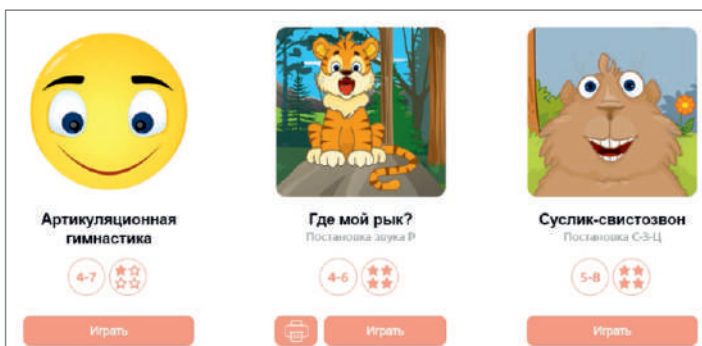 Артикуляционная
гимнастика
4-7
Играть
Где мой рык?
Постановка звука Р
4-6
Играть
Суслик-свистозвон
Постановка С-З-Ц
5-8
Играть